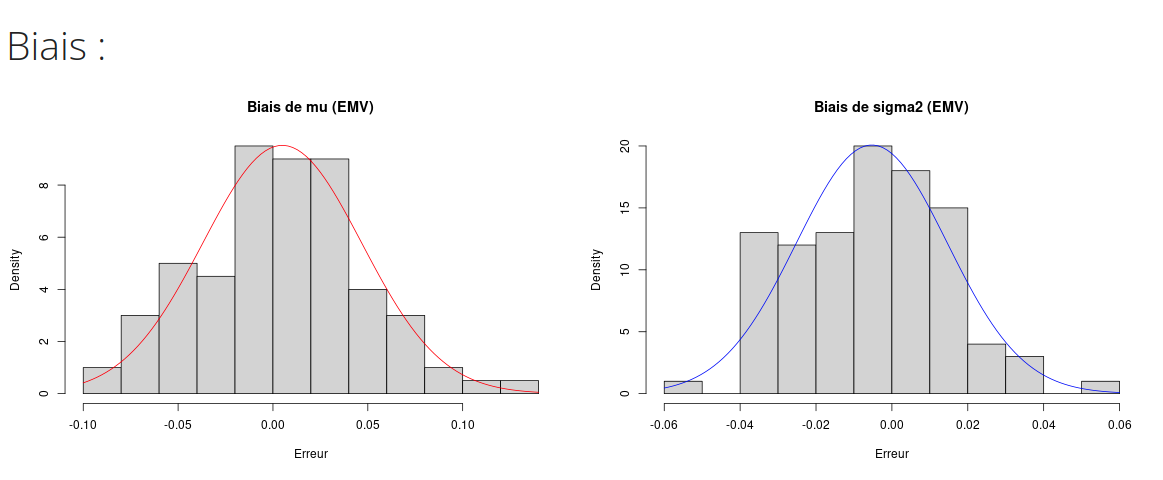 Biais :
Biais de mu (EMV)
Density
0 2 4 6 8
-0.10 -0.05 0.00 0.05 0.10
Erreur
Biais de sigma2 (EMV)
Density
0 5 10 15 20
-0.06 -0.04 -0.02 0.00 0.02 0.04 0.06
Erreur